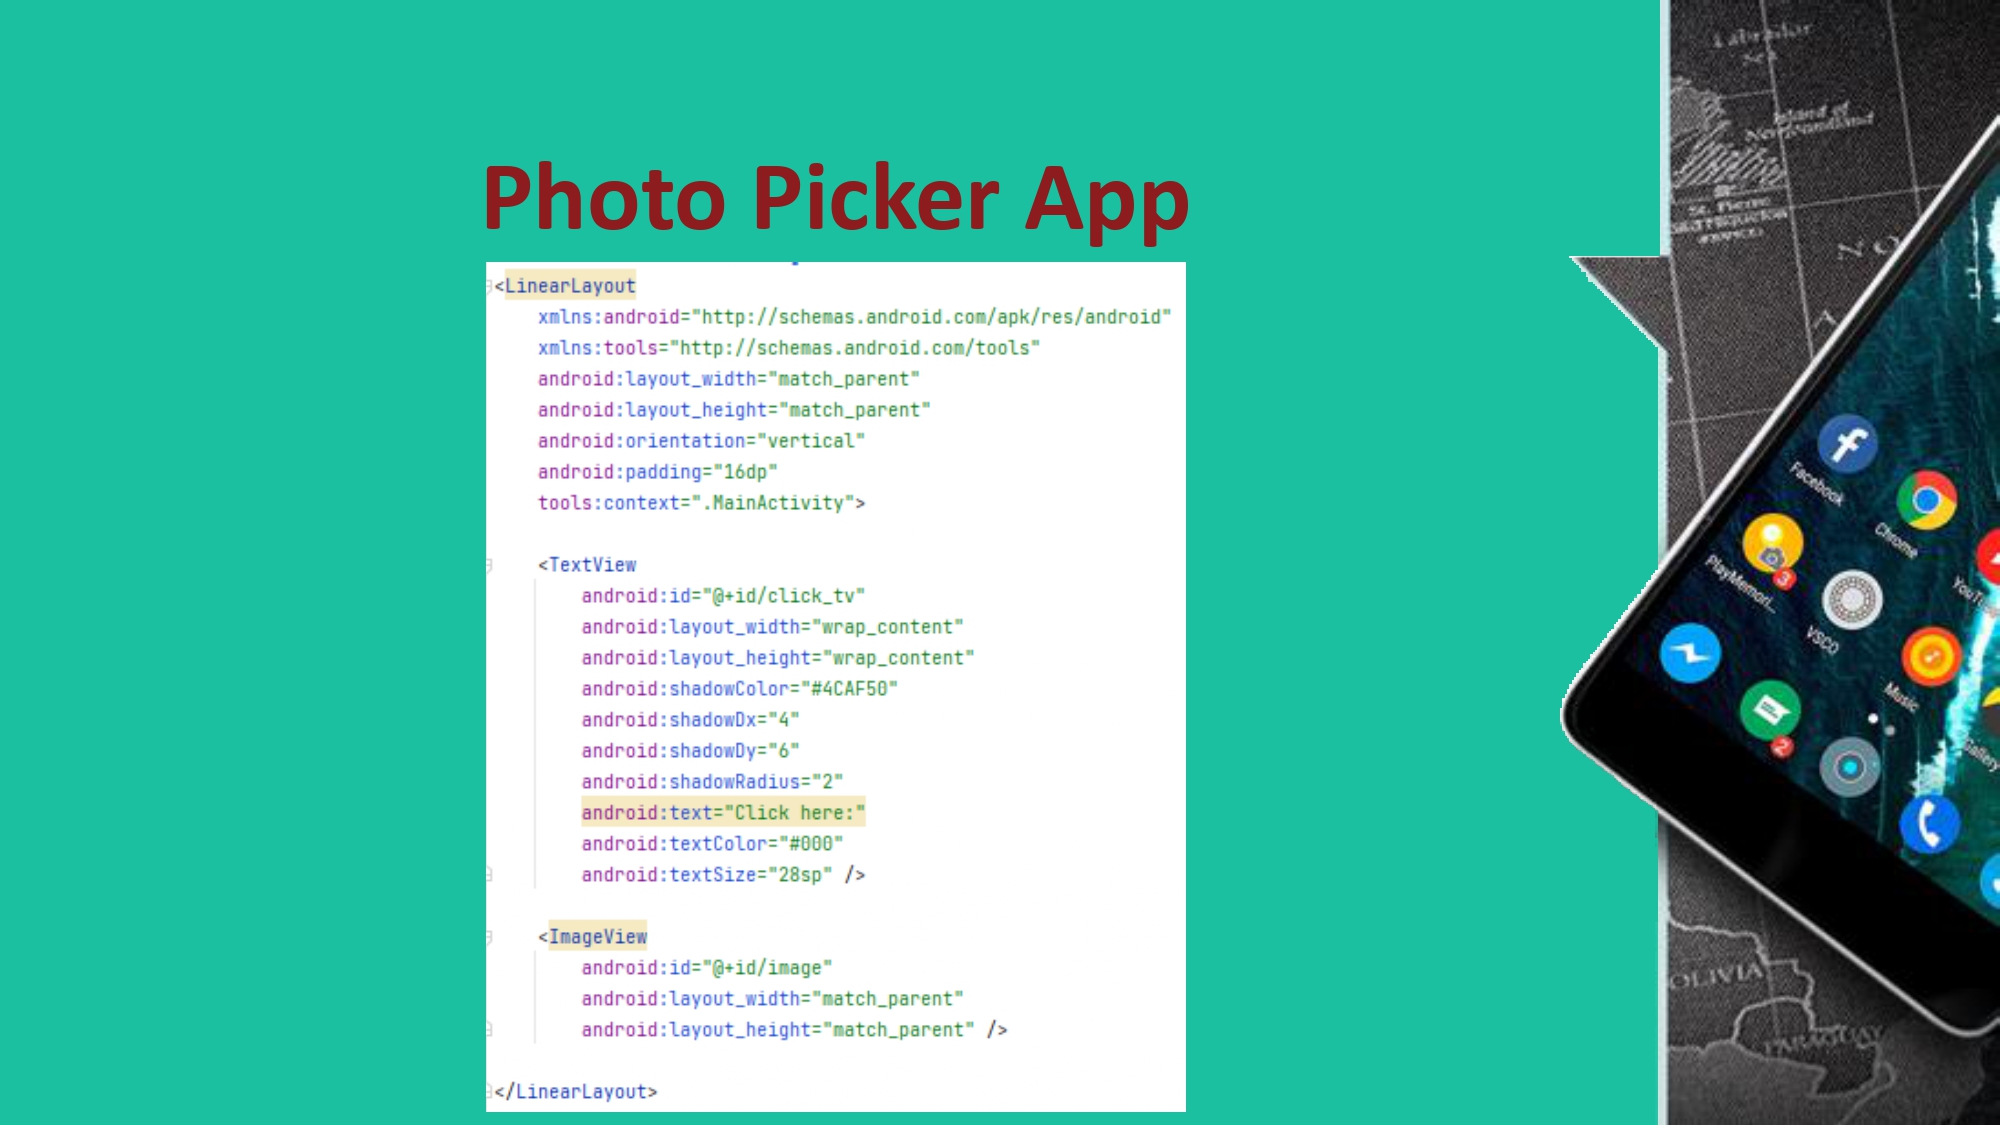 Photo Picker App
<LinearLayout
xmlns:android="http://schemas.android.com/apk/res/android"
xmlns:tools="http://schemas.android.com/tools"
android:layout_width="match_parent"
android:layout_height="match_parent"
android:orientation="vertical"
android:padding="16dp"
tools:context=".MainActivity">
<TextView
android:id="@+id/click_tv"
android:layout_width="wrap_content"
android:layout_height="wrap_content"
android:shadowColor="#4CAF50"
android:shadowDx="4"
android:shadowDy="6"
android:shadowRadius="2"
android:text="Click here:"
android:textColor="#000"
android:textSize="28sp" />
<ImageView
android:id="@+id/image"
android:layout_width="match_parent"
android:layout_height="match_parent" />
</LinearLayout>
Labrador
Island of
Newfoundland
St. Pierre
Facebook
Chrome
PlayMemori...
VSCO
Music
Gallery
3
2
OLIVIA
PARAGUAY